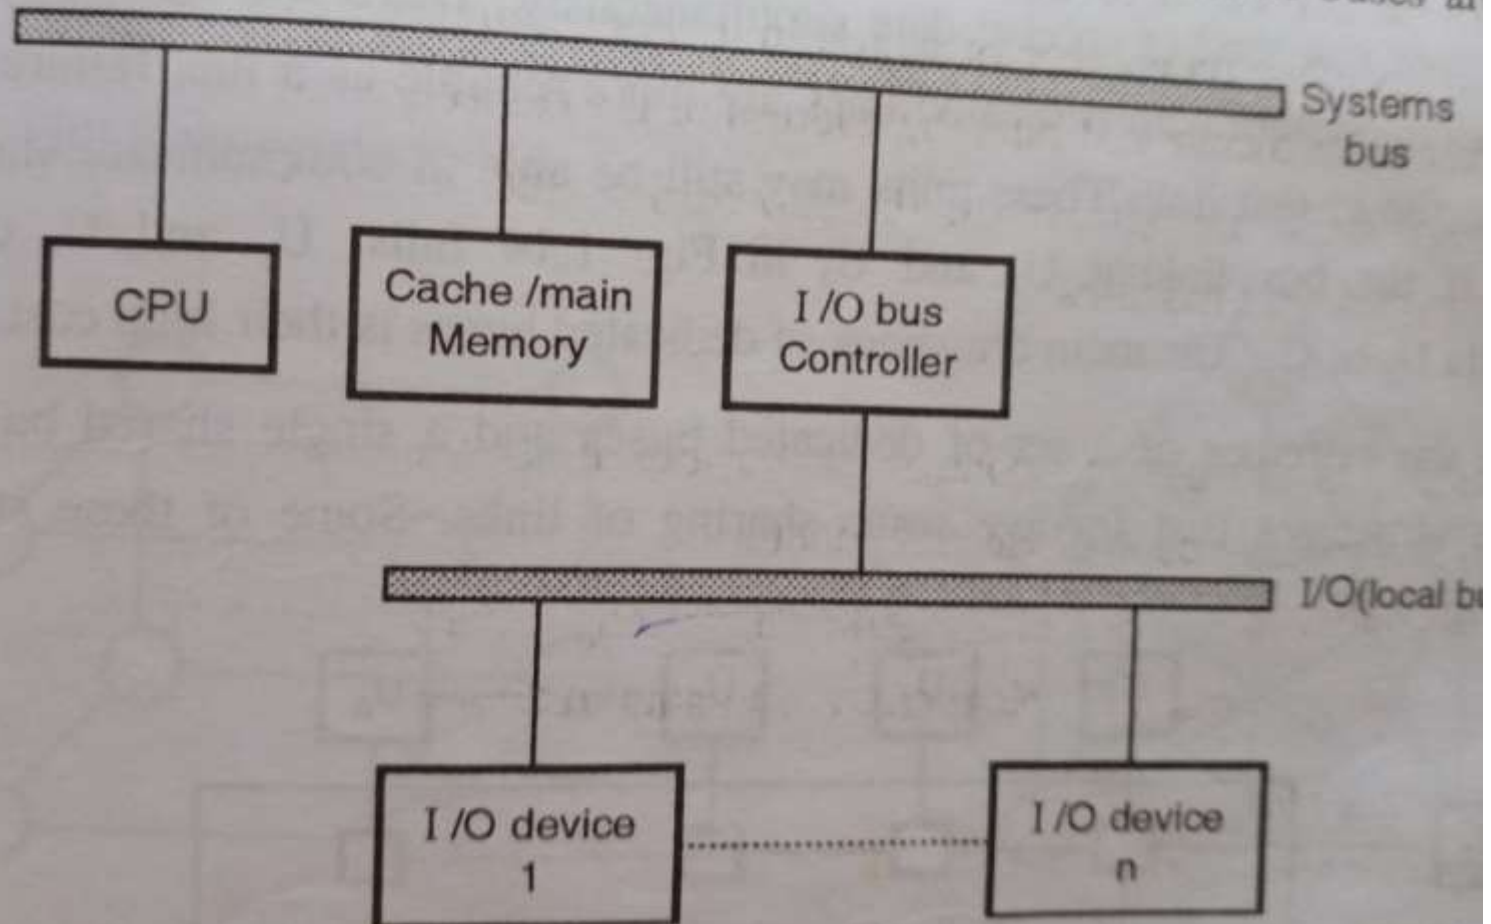 Systems
bus
CPU
Cache /main
Memory
I /O bus
Controller
I/O(local
I /O device
1
I /O device
n